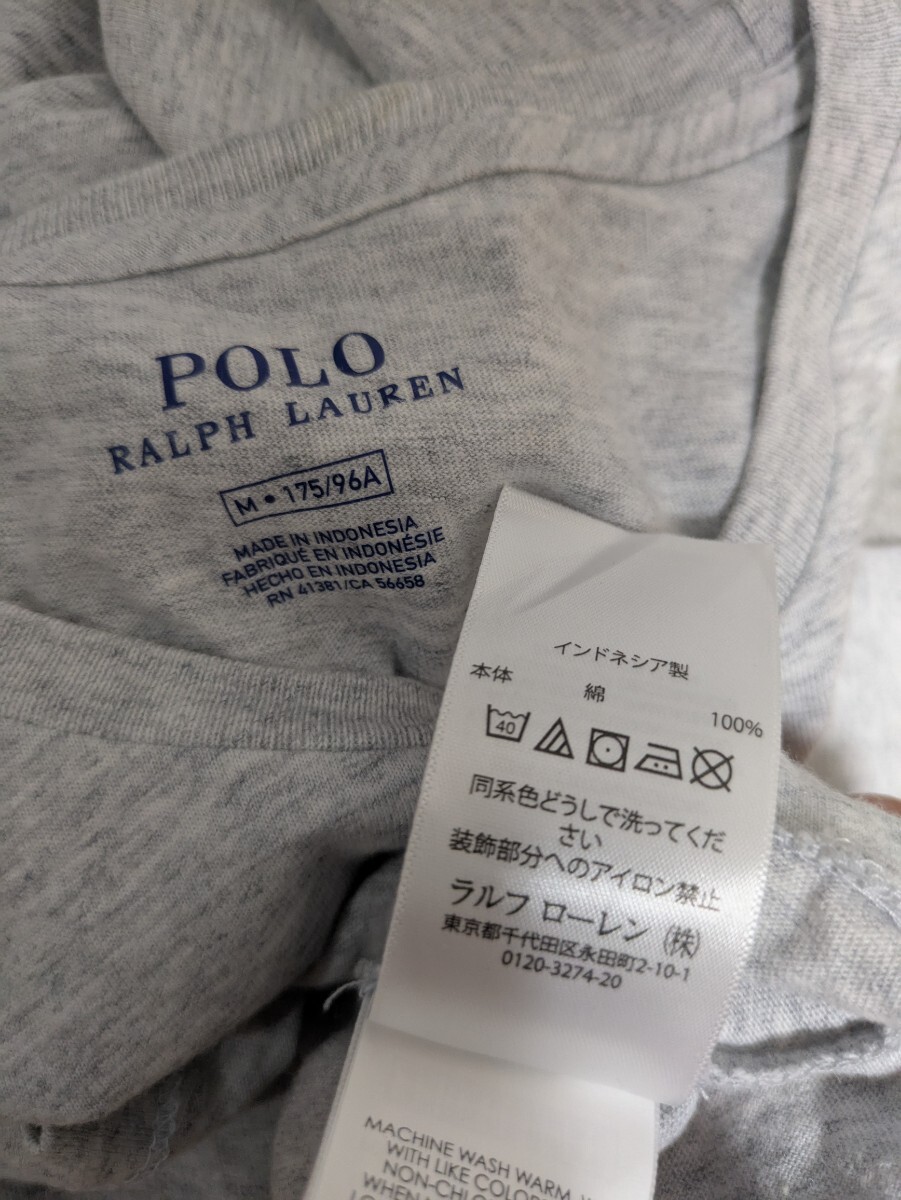 POLO
RALPH LAUREN
M • 175/96A
MADE IN INDONESIA
FABRIQUÉ EN INDONÉSIE
HECHO EN INDONESIA
RN 41381/CA 56658
インドネシア製
本体 綿 100%
40
同系色どうしで洗ってくだ
さい
装飾部分へのアイロン禁止
ラルフ ローレン (株)
東京都千代田区永田町2-10-1
0120-3274-20
MACHINE WASH WARM
WITH LIKE COLOR
NON-CHL
WHEN